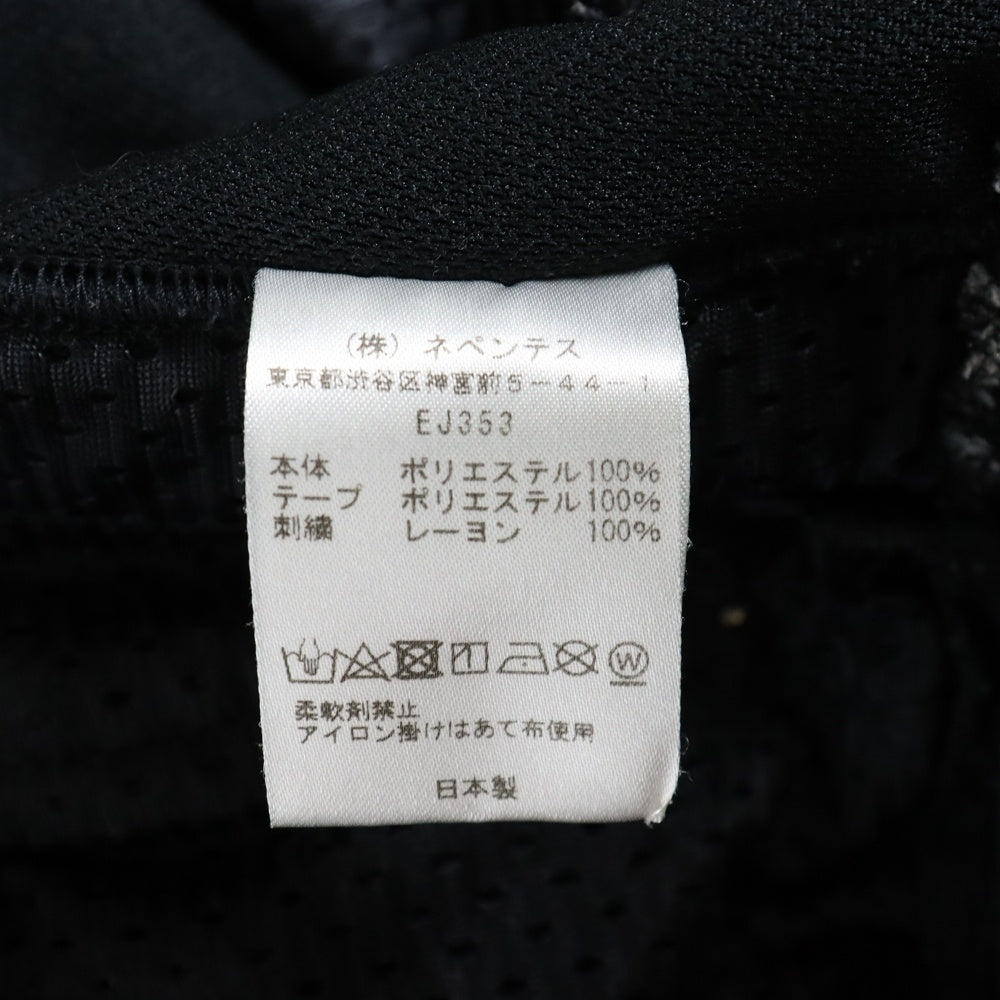 (株) ネペンテス
東京都渋谷区神宮前5-44-1
EJ353
本体 ポリエステル100%
テープ ポリエステル100%
刺繍 レーヨン 100%
W
柔軟剤禁止
アイロン掛けはあて布使用
日本製